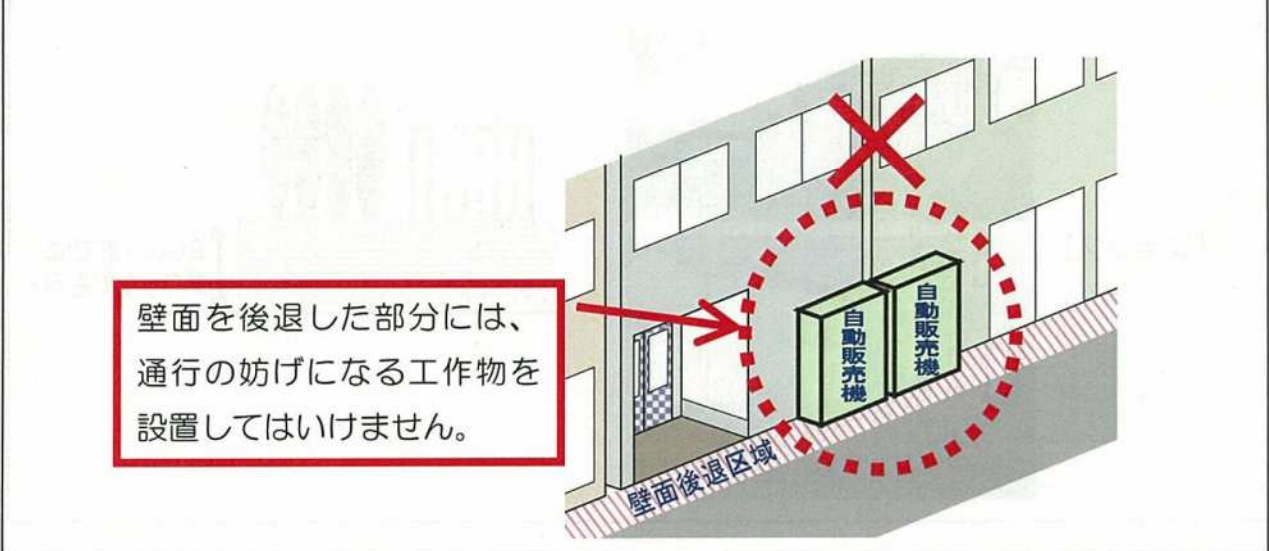 壁面を後退した部分には、
通行の妨げになる工作物を
設置してはいけません。
自動販売機
自動販売機
壁面後退区域